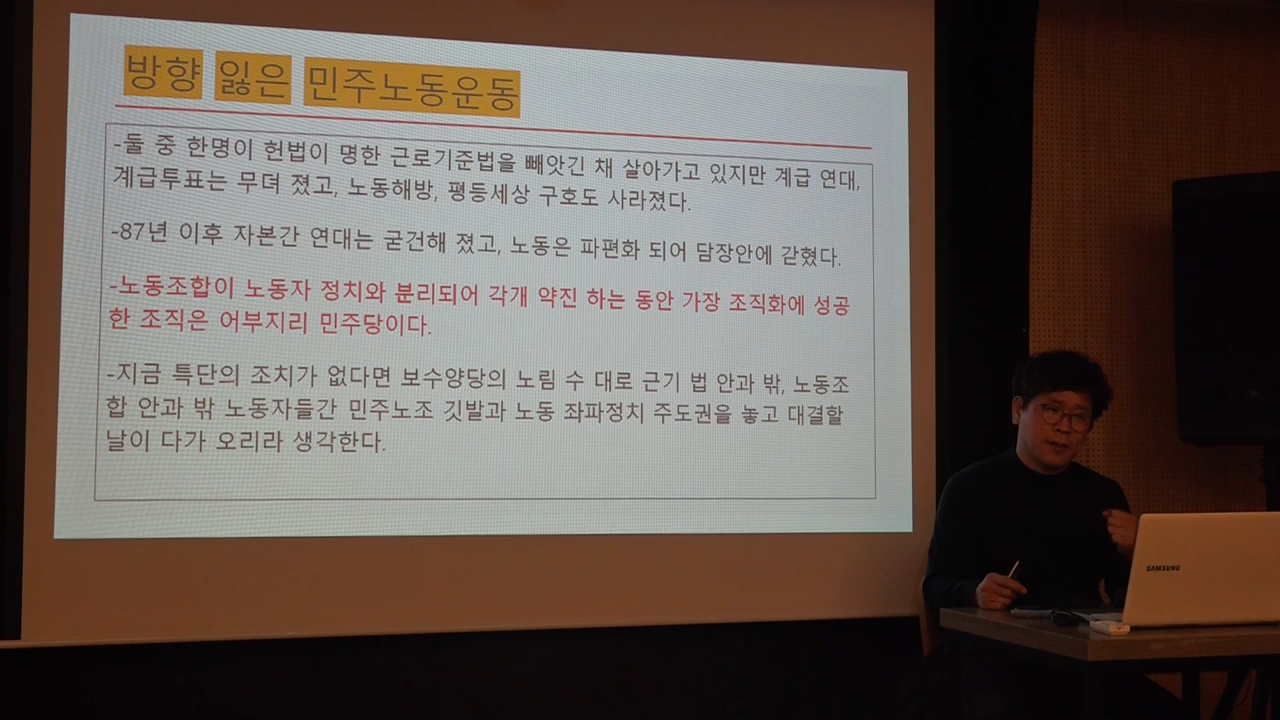 방향 잃은 민주노동운동
-둘 중 한명이 헌법이 명한 근로기준법을 빼앗긴 채 살아가고 있지만 계급 연대,
계급투표는 무뎌 졌고, 노동해방, 평등세상 구호도 사라졌다.
-87년 이후 자본간 연대는 굳건해 졌고, 노동은 파편화 되어 담장안에 갇혔다.
-노동조합이 노동자 정치와 분리되어 각개 약진 하는 동안 가장 조직화에 성공
한 조직은 어부지리 민주당이다.
-지금 특단의 조치가 없다면 보수양당의 노림 수 대로 근기 법 안과 밖, 노동조
합 안과 밖 노동자들간 민주노조 깃발과 노동 좌파정치 주도권을 놓고 대결할
날이 다가 오리라 생각한다.
SAMSUNG